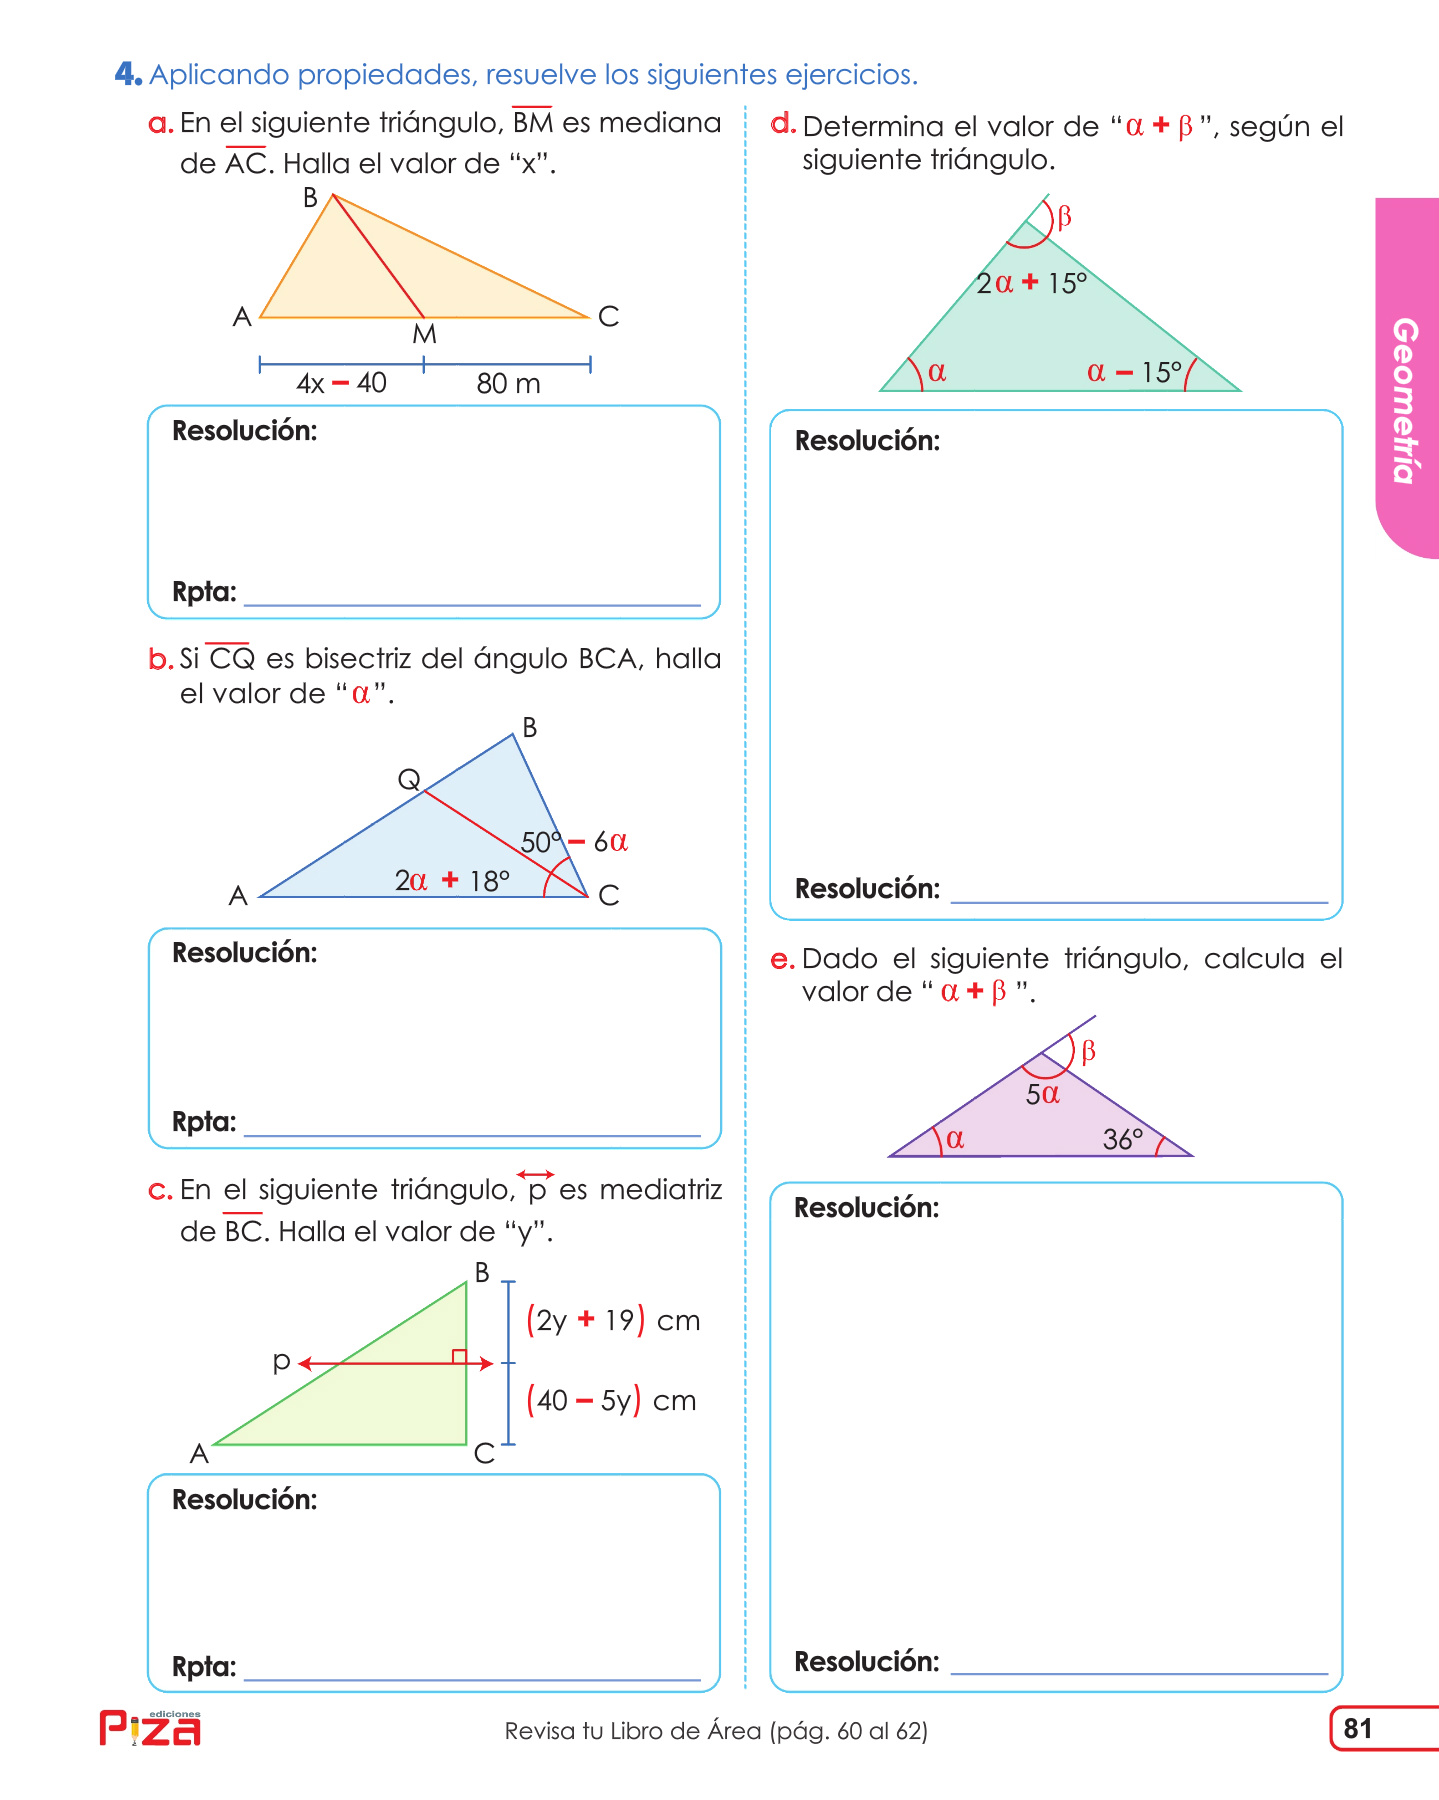 4. Aplicando propiedades, resuelve los siguientes ejercicios.
a. En el siguiente triángulo, BM es mediana
de AC. Halla el valor de “x”.
B
A
C
M
4x – 40
80 m
Resolución:
Rpta:
b. Si CQ es bisectriz del ángulo BCA, halla
el valor de “α”.
B
Q
50° – 6α
2α + 18°
A
C
Resolución:
Rpta:
c. En el siguiente triángulo, p es mediatriz
de BC. Halla el valor de “y”.
B
(2y + 19) cm
p
(40 – 5y) cm
A
C
Resolución:
Rpta:
d. Determina el valor de “α + β”, según el
siguiente triángulo.
β
2α + 15°
α
α – 15°
Resolución:
Resolución:
e. Dado el siguiente triángulo, calcula el
valor de “ α + β ”.
β
5α
α
36°
Resolución:
Resolución:
Geometría
ediciones
Piza
Revisa tu Libro de Área (pág. 60 al 62)
81